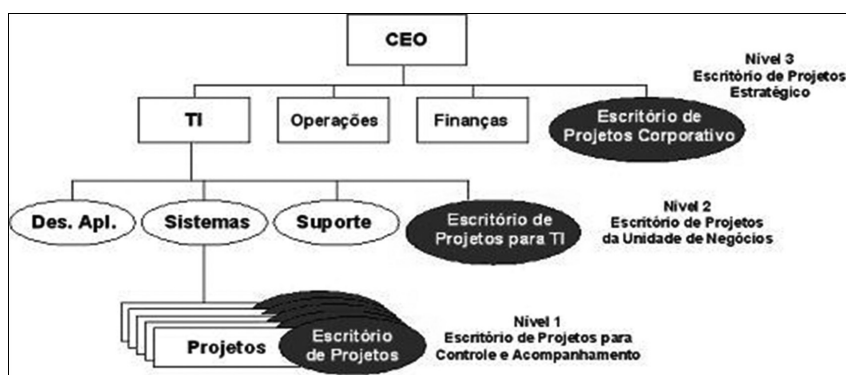 CEO
Nível 3
Escritório de Projetos
Estratégico
TI
Operações
Finanças
Escritório de
Projetos Corporativo
Des. Apl.
Sistemas
Suporte
Escritório de
Projetos para TI
Nível 2
Escritório de Projetos
da Unidade de Negócios
Projetos
Escritório
de Projetos
Nível 1
Escritório de Projetos para
Controle e Acompanhamento